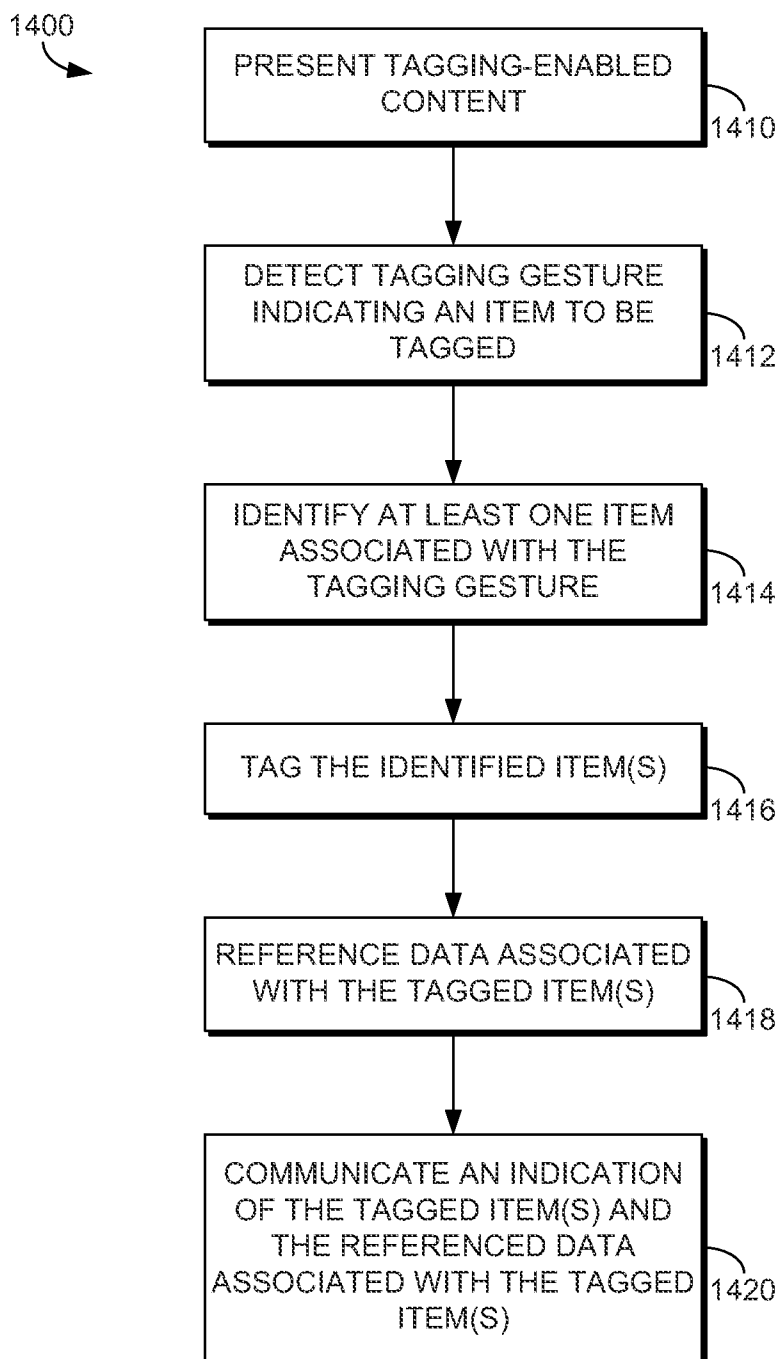 1400
PRESENT TAGGING-ENABLED
CONTENT
1410
DETECT TAGGING GESTURE
INDICATING AN ITEM TO BE
TAGGED
1412
IDENTIFY AT LEAST ONE ITEM
ASSOCIATED WITH THE
TAGGING GESTURE
1414
TAG THE IDENTIFIED ITEM(S)
1416
REFERENCE DATA ASSOCIATED
WITH THE TAGGED ITEM(S)
1418
COMMUNICATE AN INDICATION
OF THE TAGGED ITEM(S) AND
THE REFERENCED DATA
ASSOCIATED WITH THE TAGGED
ITEM(S)
1420